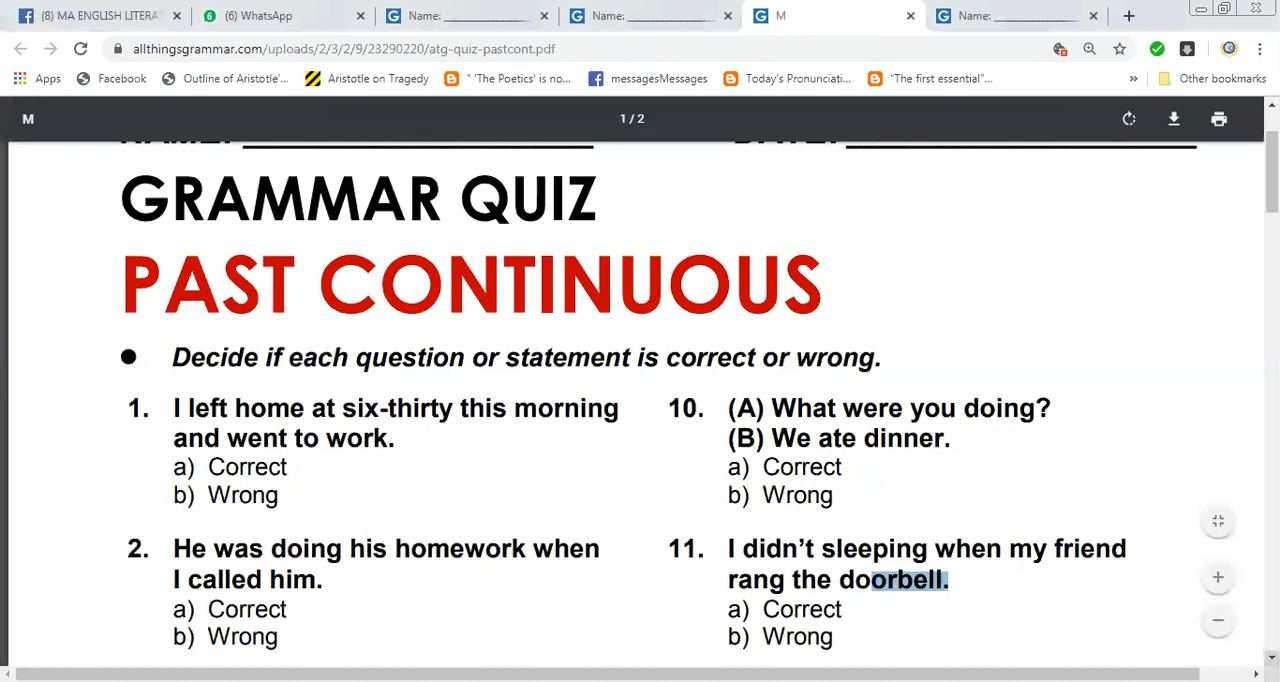 (8) MA ENGLISH LITERA
(6) WhatsApp
Name: ______________
Name: ______________
M
Name: ______________
allthingsgrammar.com/uploads/2/3/2/9/23290220/atg-quiz-pastcont.pdf
Apps
Facebook
Outline of Aristotle'...
Aristotle on Tragedy
" 'The Poetics' is no...
messagesMessages
Today's Pronunciati...
"The first essential"...
»
Other bookmarks
M
1 / 2
NAME:
DATE:
GRAMMAR QUIZ
PAST CONTINUOUS
● Decide if each question or statement is correct or wrong.
1. I left home at six-thirty this morning
and went to work.
a) Correct
b) Wrong
2. He was doing his homework when
I called him.
a) Correct
b) Wrong
10. (A) What were you doing?
(B) We ate dinner.
a) Correct
b) Wrong
11. I didn't sleeping when my friend
rang the doorbell.
a) Correct
b) Wrong